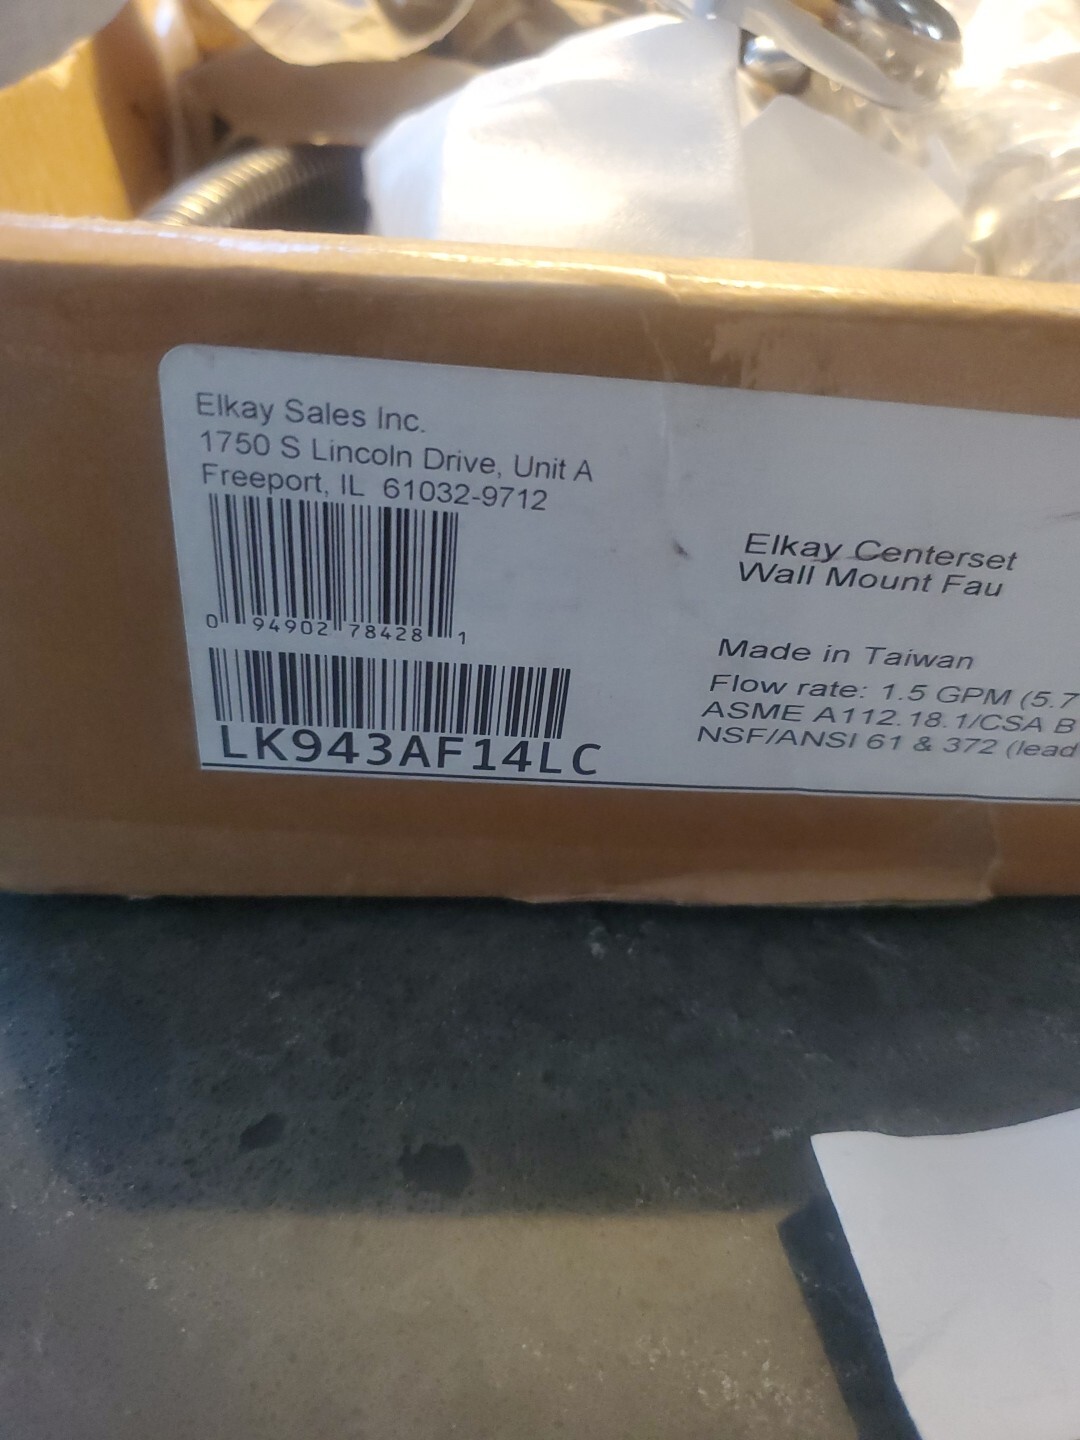 Elkay Sales Inc.
1750 S Lincoln Drive, Unit A
Freeport, IL 61032-9712
0 94902 78428 1
LK943AF14LC
Elkay Centerset
Wall Mount Fau
Made in Taiwan
Flow rate: 1.5 GPM (5.7
ASME A112.18.1/CSA B
NSF/ANSI 61 & 372 (lead